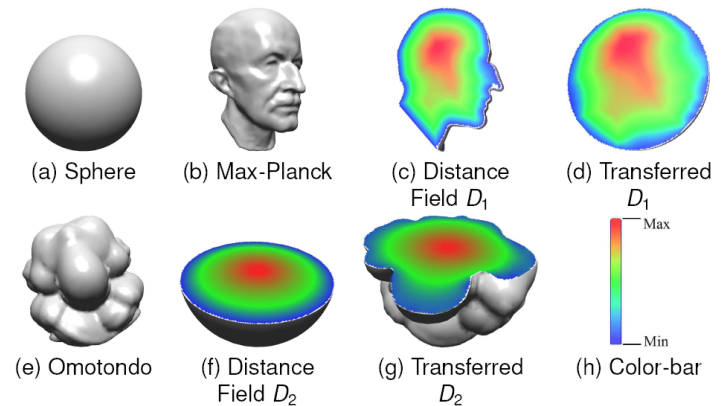 (a) Sphere
(b) Max-Planck
(c) Distance
Field D1
(d) Transferred
D1
(e) Omotondo
(f) Distance
Field D2
(g) Transferred
D2
Max
Min
(h) Color-bar